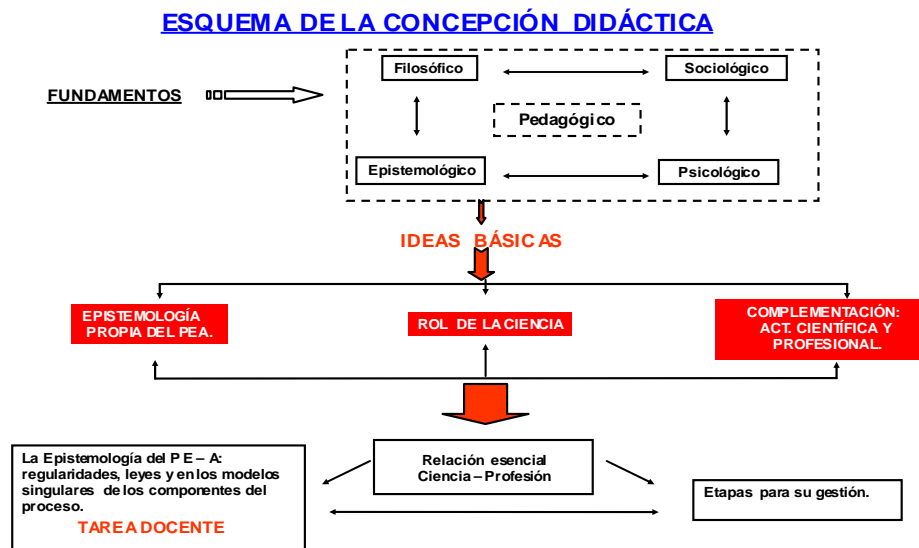 ESQUEMA DE LA CONCEPCIÓN DIDÁCTICA
Filosófico
Sociológico
FUNDAMENTOS
Pedagógico
Epistemológico
Psicológico
IDEAS BÁSICAS
EPISTEMOLOGÍA
PROPIA DEL PEA.
ROL DE LA CIENCIA
COMPLEMENTACIÓN:
ACT. CIENTÍFICA Y
PROFESIONAL.
La Epistemología del P E – A:
regularidades, leyes y en los modelos
singulares de los componentes del
proceso.
TAREA DOCENTE
Relación esencial
Ciencia – Profesión
Etapas para su gestión.